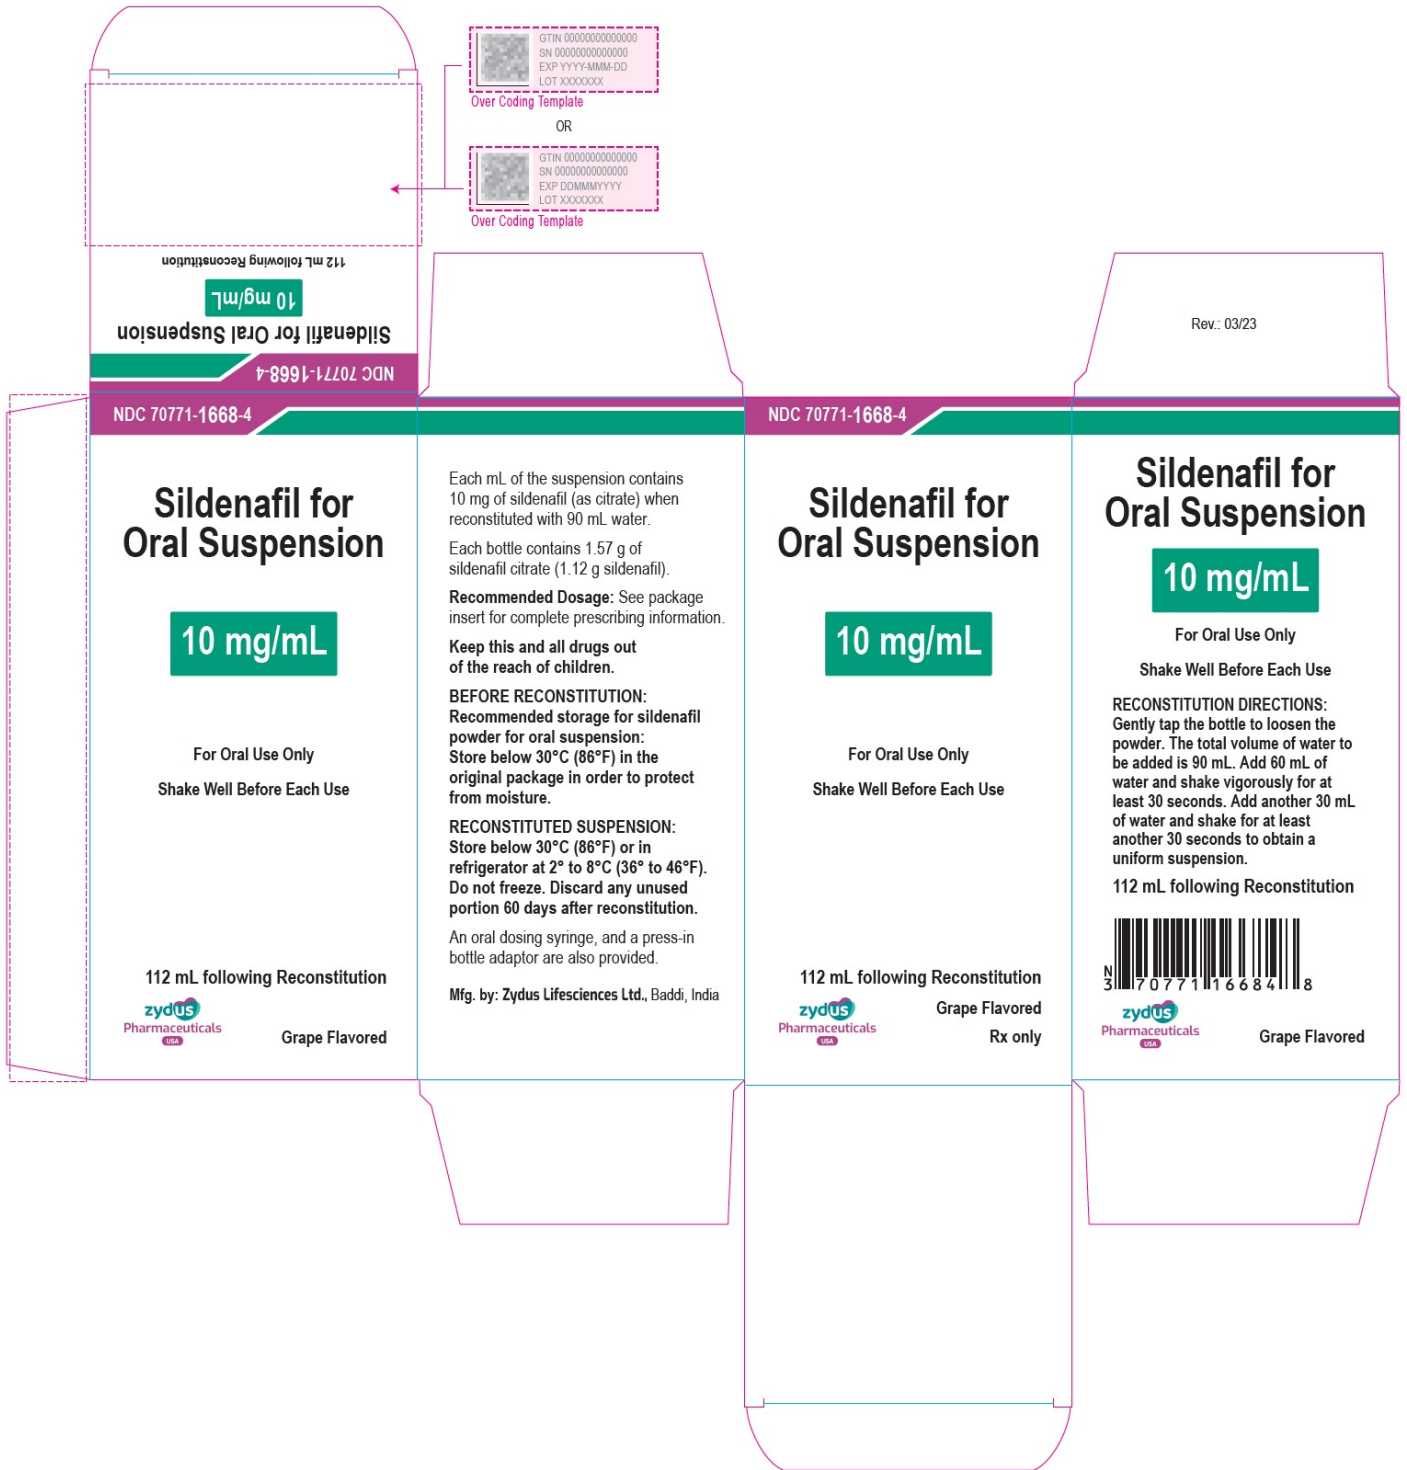 GTIN 00000000000000
SN 00000000000000
EXP YYYY-MMM-DD
LOT XXXXXXX
Over Coding Template
OR
GTIN 00000000000000
SN 00000000000000
EXP DDMMMYYYY
LOT XXXXXXX
Over Coding Template
NDC 70771-1668-4
Sildenafil for Oral Suspension
10 mg/mL
112 mL following Reconstitution
NDC 70771-1668-4
Sildenafil for
Oral Suspension
10 mg/mL
For Oral Use Only
Shake Well Before Each Use
112 mL following Reconstitution
zydus
Pharmaceuticals
USA
Grape Flavored
Each mL of the suspension contains
10 mg of sildenafil (as citrate) when
reconstituted with 90 mL water.
Each bottle contains 1.57 g of
sildenafil citrate (1.12 g sildenafil).
Recommended Dosage: See package
insert for complete prescribing information.
Keep this and all drugs out
of the reach of children.
BEFORE RECONSTITUTION:
Recommended storage for sildenafil
powder for oral suspension:
Store below 30°C (86°F) in the
original package in order to protect
from moisture.
RECONSTITUTED SUSPENSION:
Store below 30°C (86°F) or in
refrigerator at 2° to 8°C (36° to 46°F).
Do not freeze. Discard any unused
portion 60 days after reconstitution.
An oral dosing syringe, and a press-in
bottle adaptor are also provided.
Mfg. by: Zydus Lifesciences Ltd., Baddi, India
NDC 70771-1668-4
Sildenafil for
Oral Suspension
10 mg/mL
For Oral Use Only
Shake Well Before Each Use
112 mL following Reconstitution
Grape Flavored
zydus
Pharmaceuticals
USA
Rx only
Rev.: 03/23
Sildenafil for
Oral Suspension
10 mg/mL
For Oral Use Only
Shake Well Before Each Use
RECONSTITUTION DIRECTIONS:
Gently tap the bottle to loosen the
powder. The total volume of water to
be added is 90 mL. Add 60 mL of
water and shake vigorously for at
least 30 seconds. Add another 30 mL
of water and shake for at least
another 30 seconds to obtain a
uniform suspension.
112 mL following Reconstitution
N
3 70771 16684 8
zydus
Pharmaceuticals
USA
Grape Flavored